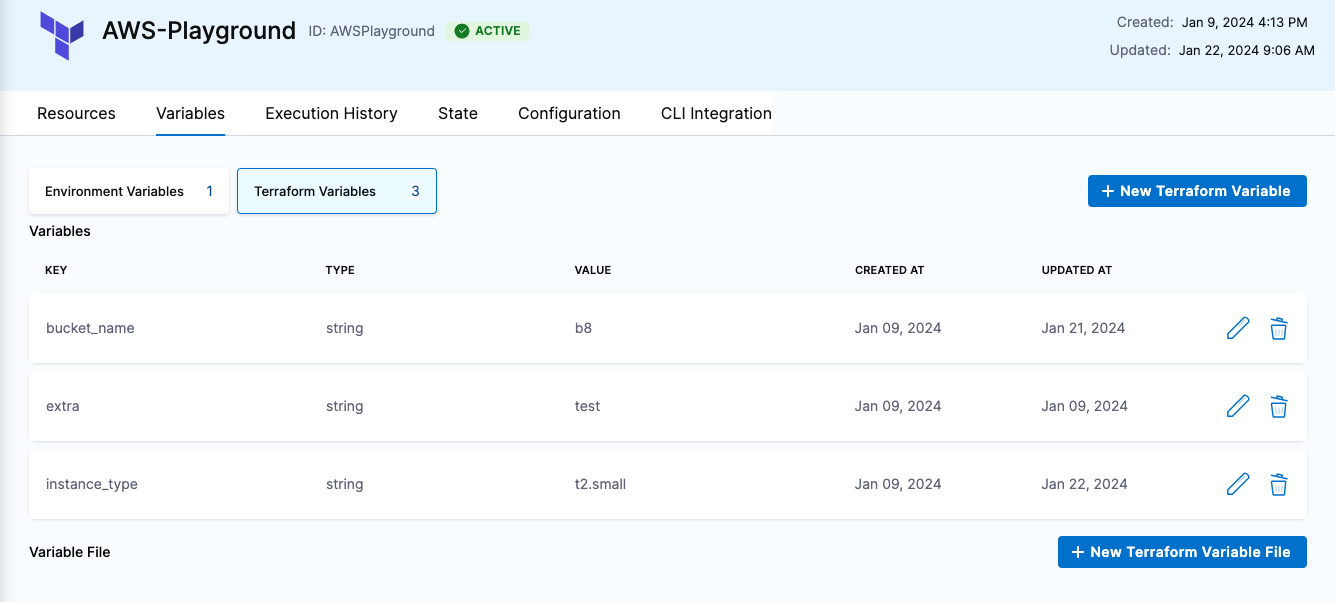 AWS-Playground ID: AWSPlayground ACTIVE
Created: Jan 9, 2024 4:13 PM
Updated: Jan 22, 2024 9:06 AM
Resources Variables Execution History State Configuration CLI Integration
Environment Variables 1 Terraform Variables 3 + New Terraform Variable
Variables
KEY TYPE VALUE CREATED AT UPDATED AT
bucket_name string b8 Jan 09, 2024 Jan 21, 2024
extra string test Jan 09, 2024 Jan 09, 2024
instance_type string t2.small Jan 09, 2024 Jan 22, 2024
Variable File + New Terraform Variable File